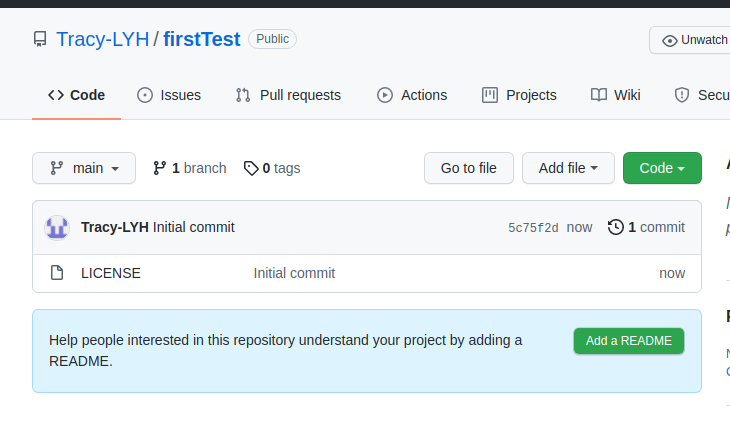 Tracy-LYH / firstTest Public Unwatch
Code Issues Pull requests Actions Projects Wiki Secu
main 1 branch 0 tags Go to file Add file Code
Tracy-LYH Initial commit 5c75f2d now 1 commit
LICENSE Initial commit now
Help people interested in this repository understand your project by adding a
README.
Add a README